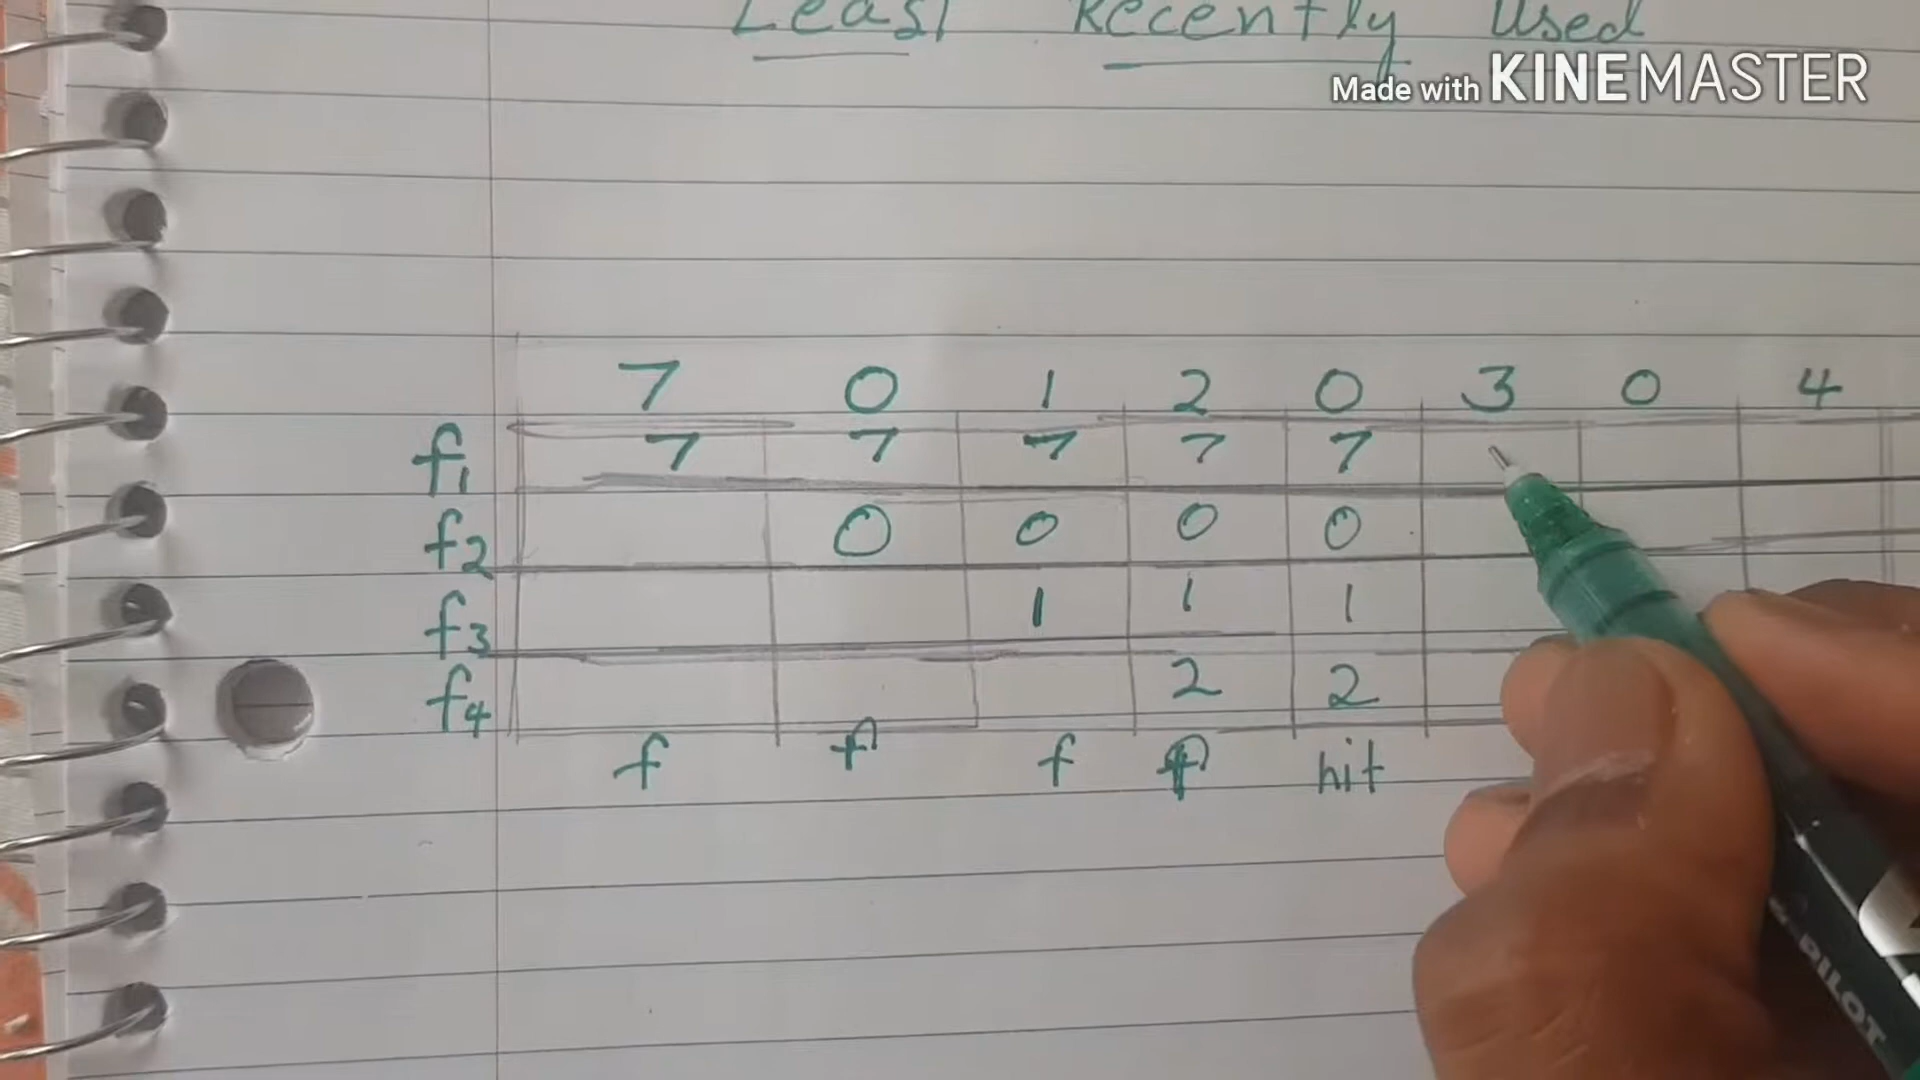 Least Recently Used
Made with KINEMASTER
7 0 1 2 0 3 0 4
f1 7 7 7 7 7
f2 0 0 0 0
f3 1 1 1
f4 2 2
f f f f hit
PILOT